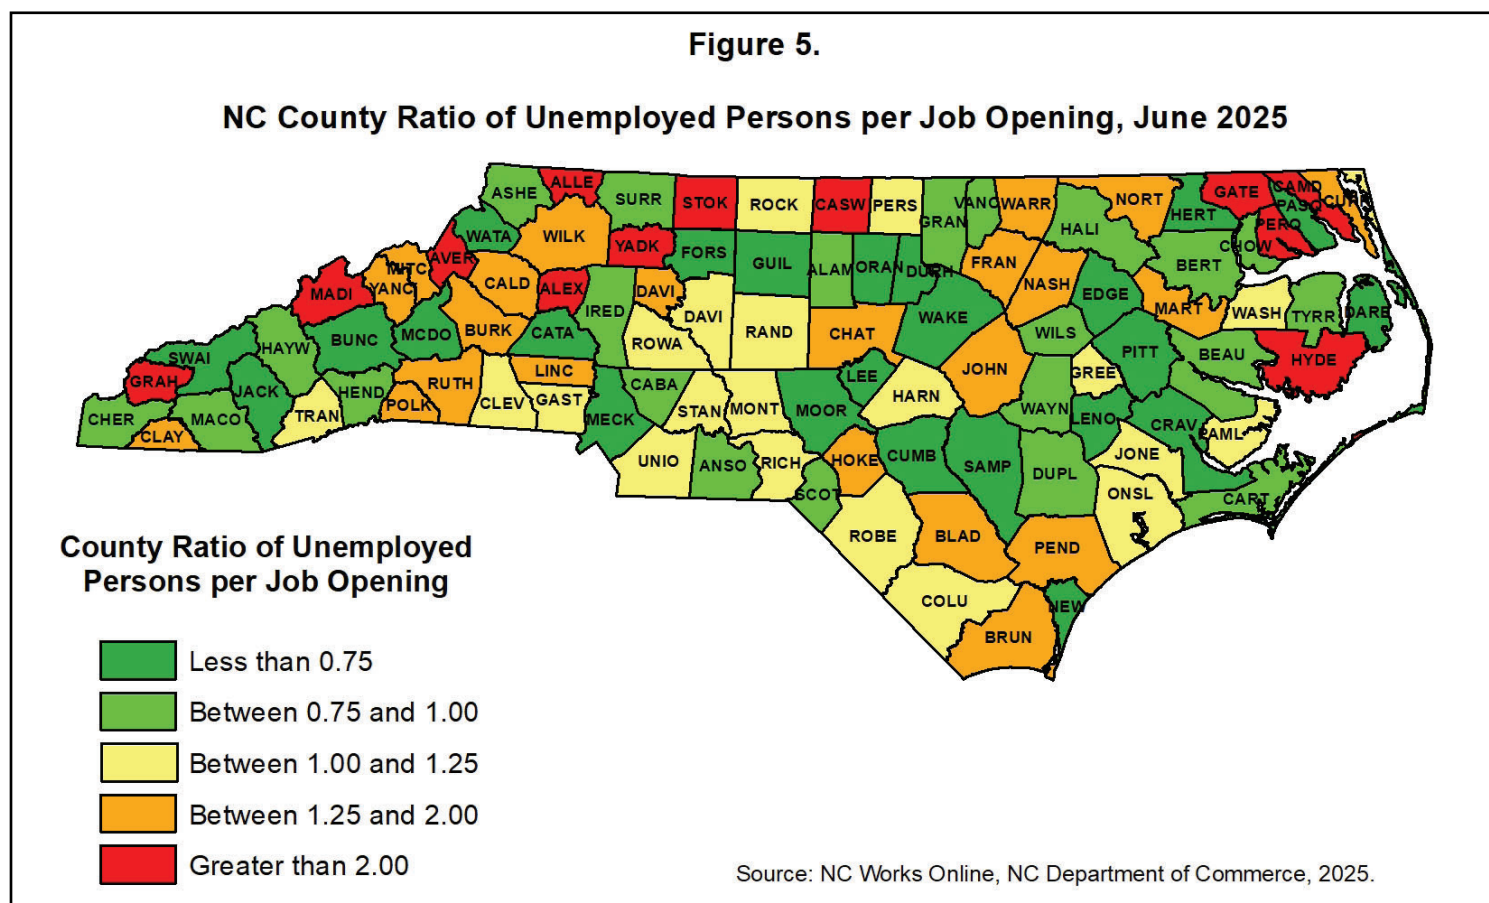 Figure 5.
NC County Ratio of Unemployed Persons per Job Opening, June 2025
ASHE
ALLE
SURR
STOK
ROCK
CASW
PERS
GRAN
VANC
WARR
HALI
NORT
HERT
GATE
CAMD
PASQ
PERQ
CUR
CHOW
BERT
WATA
WILK
YADK
FORS
GUIL
ALAM
ORAN
DURH
FRAN
NASH
EDGE
MART
WASH
TYRR
DARE
AVER
MITC
YANC
MADI
CALD
ALEX
IRED
DAVI
DAVI
RAND
CHAT
WAKE
WILS
PITT
BEAU
HYDE
SWAI
HAYW
BUNC
MCDO
BURK
CATA
ROWA
JOHN
GREE
GRAH
JACK
HEND
RUTH
LINC
CABA
LEE
HARN
WAYN
LENO
CRAV
PAML
CHER
CLAY
MACO
TRAN
POLK
CLEV
GAST
MECK
STAN
MONT
MOOR
HOKE
CUMB
SAMP
DUPL
JONE
ONSL
CART
UNIO
ANSO
RICH
SCOT
ROBE
BLAD
PEND
COLU
BRUN
NEW
County Ratio of Unemployed
Persons per Job Opening
Less than 0.75
Between 0.75 and 1.00
Between 1.00 and 1.25
Between 1.25 and 2.00
Greater than 2.00
Source: NC Works Online, NC Department of Commerce, 2025.